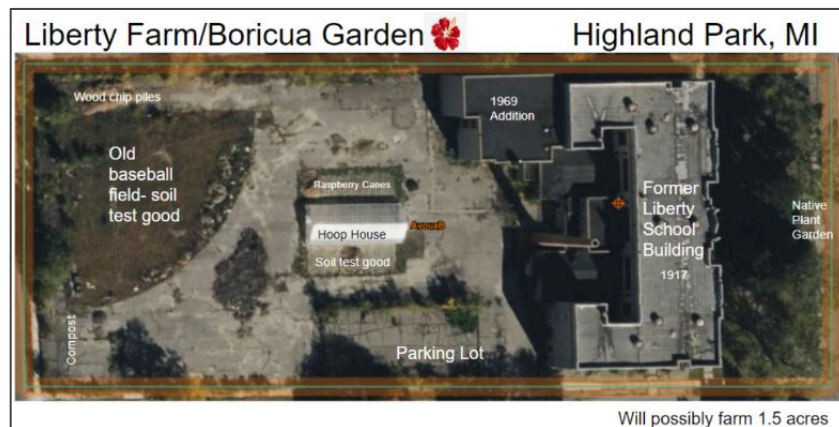 Liberty Farm/Boricua Garden
Highland Park, MI
Wood chip piles
1969
Addition
Old
baseball
field- soil
test good
Raspberry Canes
Former
Liberty
School
Building
1917
Native
Plant
Garden
Hoop House
Soil test good
Compost
Parking Lot
Will possibly farm 1.5 acres